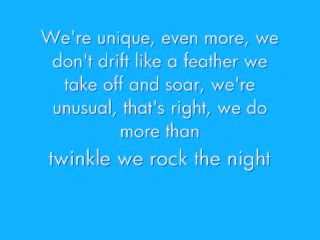 We're unique, even more, we
don't drift like a feather we
take off and soar, we're
unusual, that's right, we do
more than
twinkle we rock the night